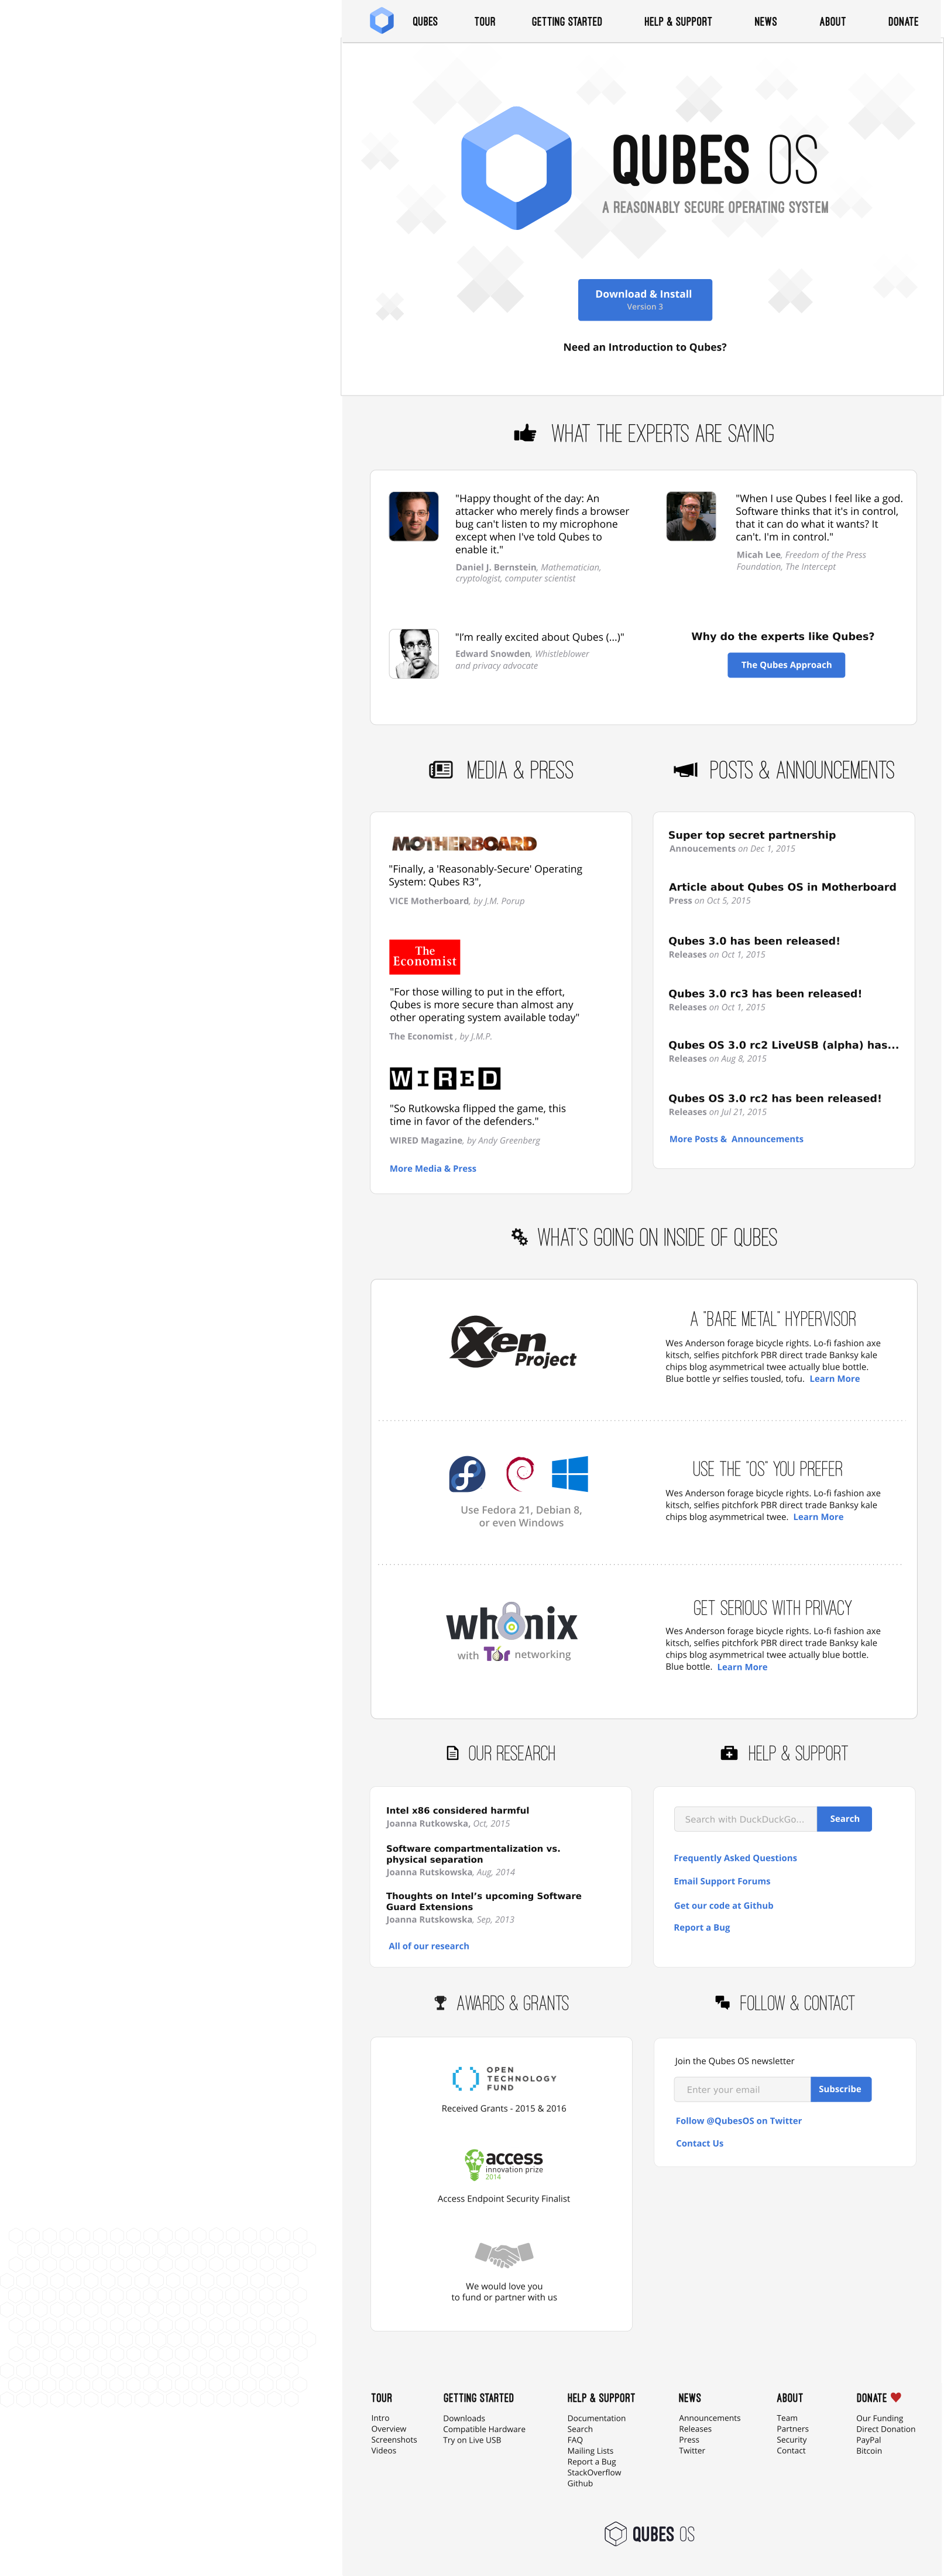 QUBES TOUR GETTING STARTED HELP & SUPPORT NEWS ABOUT DONATE
QUBES OS
A REASONABLY SECURE OPERATING SYSTEM
Download & Install
Version 3
Need an Introduction to Qubes?
WHAT THE EXPERTS ARE SAYING
"Happy thought of the day: An
attacker who merely finds a browser
bug can't listen to my microphone
except when I've told Qubes to
enable it."
Daniel J. Bernstein, Mathematician,
cryptologist, computer scientist
"When I use Qubes I feel like a god.
Software thinks that it's in control,
that it can do what it wants? It
can't. I'm in control."
Micah Lee, Freedom of the Press
Foundation, The Intercept
"I'm really excited about Qubes (...)"
Edward Snowden, Whistleblower
and privacy advocate
Why do the experts like Qubes?
The Qubes Approach
MEDIA & PRESS
MOTHERBOARD
"Finally, a 'Reasonably-Secure' Operating
System: Qubes R3",
VICE Motherboard, by J.M. Porup
The
Economist
"For those willing to put in the effort,
Qubes is more secure than almost any
other operating system available today"
The Economist , by J.M.P.
WIRED
"So Rutkowska flipped the game, this
time in favor of the defenders."
WIRED Magazine, by Andy Greenberg
More Media & Press
POSTS & ANNOUNCEMENTS
Super top secret partnership
Annoucements on Dec 1, 2015
Article about Qubes OS in Motherboard
Press on Oct 5, 2015
Qubes 3.0 has been released!
Releases on Oct 1, 2015
Qubes 3.0 rc3 has been released!
Releases on Oct 1, 2015
Qubes OS 3.0 rc2 LiveUSB (alpha) has...
Releases on Aug 8, 2015
Qubes OS 3.0 rc2 has been released!
Releases on Jul 21, 2015
More Posts & Announcements
WHAT'S GOING ON INSIDE OF QUBES
Xen
Project
A "BARE METAL" HYPERVISOR
Wes Anderson forage bicycle rights. Lo-fi fashion axe
kitsch, selfies pitchfork PBR direct trade Banksy kale
chips blog asymmetrical twee actually blue bottle.
Blue bottle yr selfies tousled, tofu. Learn More
Use Fedora 21, Debian 8,
or even Windows
USE THE "OS" YOU PREFER
Wes Anderson forage bicycle rights. Lo-fi fashion axe
kitsch, selfies pitchfork PBR direct trade Banksy kale
chips blog asymmetrical twee. Learn More
whonix
with Tor networking
GET SERIOUS WITH PRIVACY
Wes Anderson forage bicycle rights. Lo-fi fashion axe
kitsch, selfies pitchfork PBR direct trade Banksy kale
chips blog asymmetrical twee actually blue bottle.
Blue bottle. Learn More
OUR RESEARCH
Intel x86 considered harmful
Joanna Rutkowska, Oct, 2015
Software compartmentalization vs.
physical separation
Joanna Rutskowska, Aug, 2014
Thoughts on Intel's upcoming Software
Guard Extensions
Joanna Rutskowska, Sep, 2013
All of our research
HELP & SUPPORT
Search with DuckDuckGo... Search
Frequently Asked Questions
Email Support Forums
Get our code at Github
Report a Bug
AWARDS & GRANTS
OPEN
TECHNOLOGY
FUND
Received Grants - 2015 & 2016
access
innovation prize
2014
Access Endpoint Security Finalist
We would love you
to fund or partner with us
FOLLOW & CONTACT
Join the Qubes OS newsletter
Enter your email Subscribe
Follow @QubesOS on Twitter
Contact Us
TOUR
Intro
Overview
Screenshots
Videos
GETTING STARTED
Downloads
Compatible Hardware
Try on Live USB
HELP & SUPPORT
Documentation
Search
FAQ
Mailing Lists
Report a Bug
StackOverflow
Github
NEWS
Announcements
Releases
Press
Twitter
ABOUT
Team
Partners
Security
Contact
DONATE
Our Funding
Direct Donation
PayPal
Bitcoin
QUBES OS